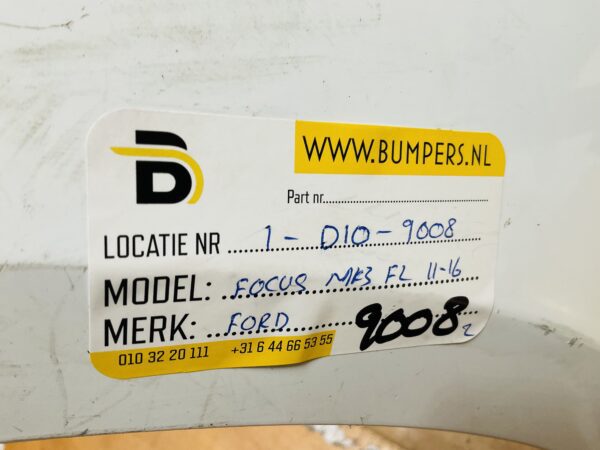 WWW.BUMPERS.NL
Part nr
LOCATIE NR 1 - D10 - 9008
MODEL: FOCUS MK3 FL 11-16
MERK: FORD 9008 2
010 32 20 111 +31 6 44 66 53 55